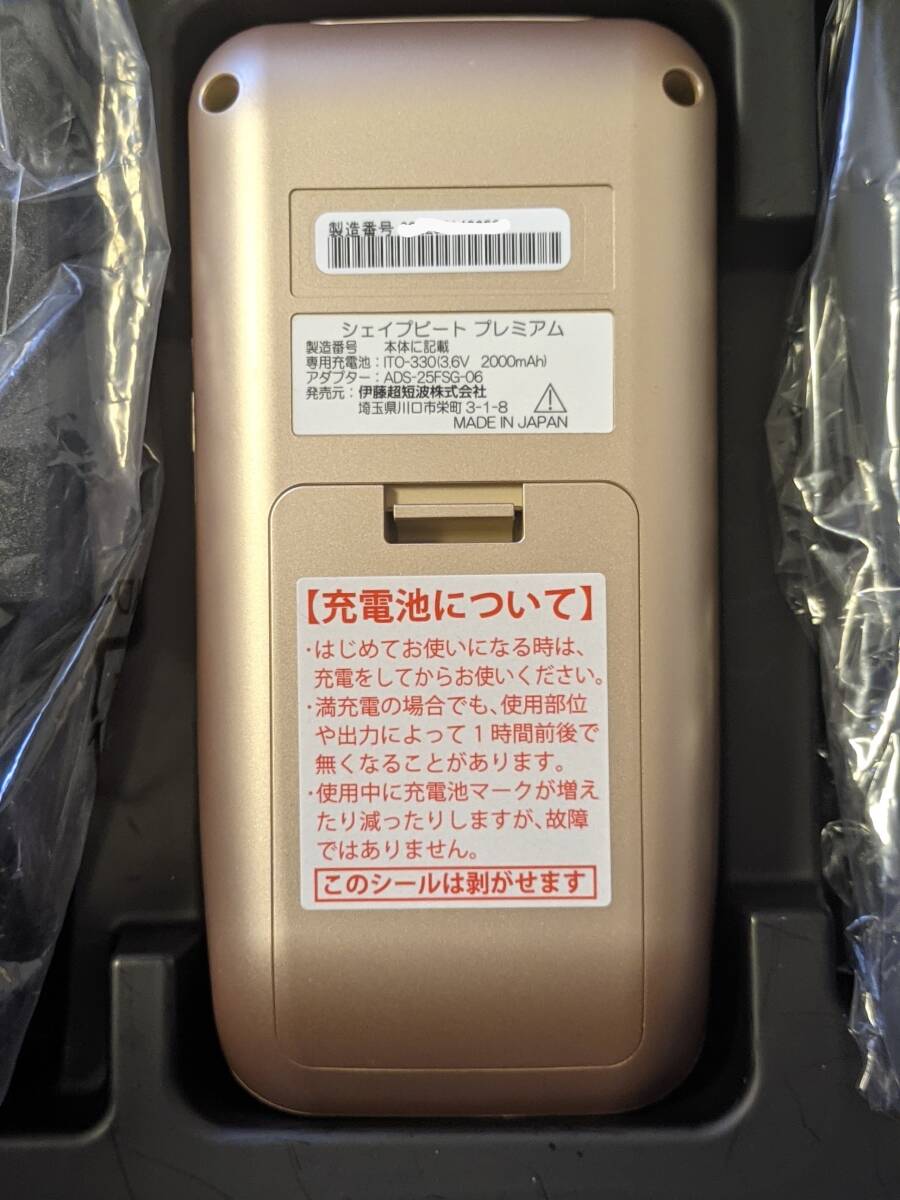 製造番号
シェイプビート プレミアム
製造番号 本体に記載
専用充電池：ITO-330(3.6V 2000mAh)
アダプター：ADS-25FSG-06
発売元：伊藤超短波株式会社
埼玉県川口市栄町3-1-8
MADE IN JAPAN
【充電池について】
・はじめてお使いになる時は、
充電をしてからお使いください。
・満充電の場合でも、使用部位
や出力によって1時間前後で
無くなることがあります。
・使用中に充電池マークが増え
たり減ったりしますが、故障
ではありません。
このシールは剥がせます